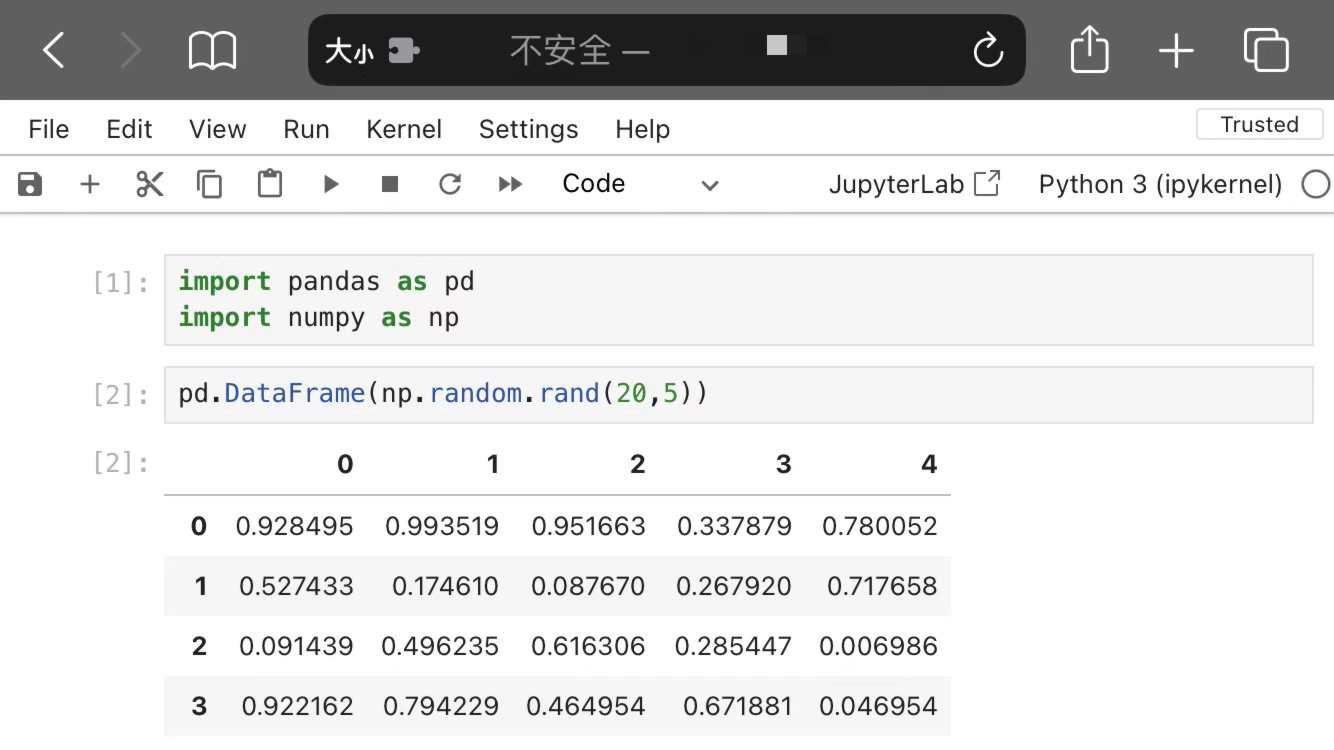 大小 不安全 —
File Edit View Run Kernel Settings Help Trusted
Code JupyterLab Python 3 (ipykernel)
[1]: import pandas as pd
import numpy as np
[2]: pd.DataFrame(np.random.rand(20,5))
[2]: 0 1 2 3 4
0 0.928495 0.993519 0.951663 0.337879 0.780052
1 0.527433 0.174610 0.087670 0.267920 0.717658
2 0.091439 0.496235 0.616306 0.285447 0.006986
3 0.922162 0.794229 0.464954 0.671881 0.046954